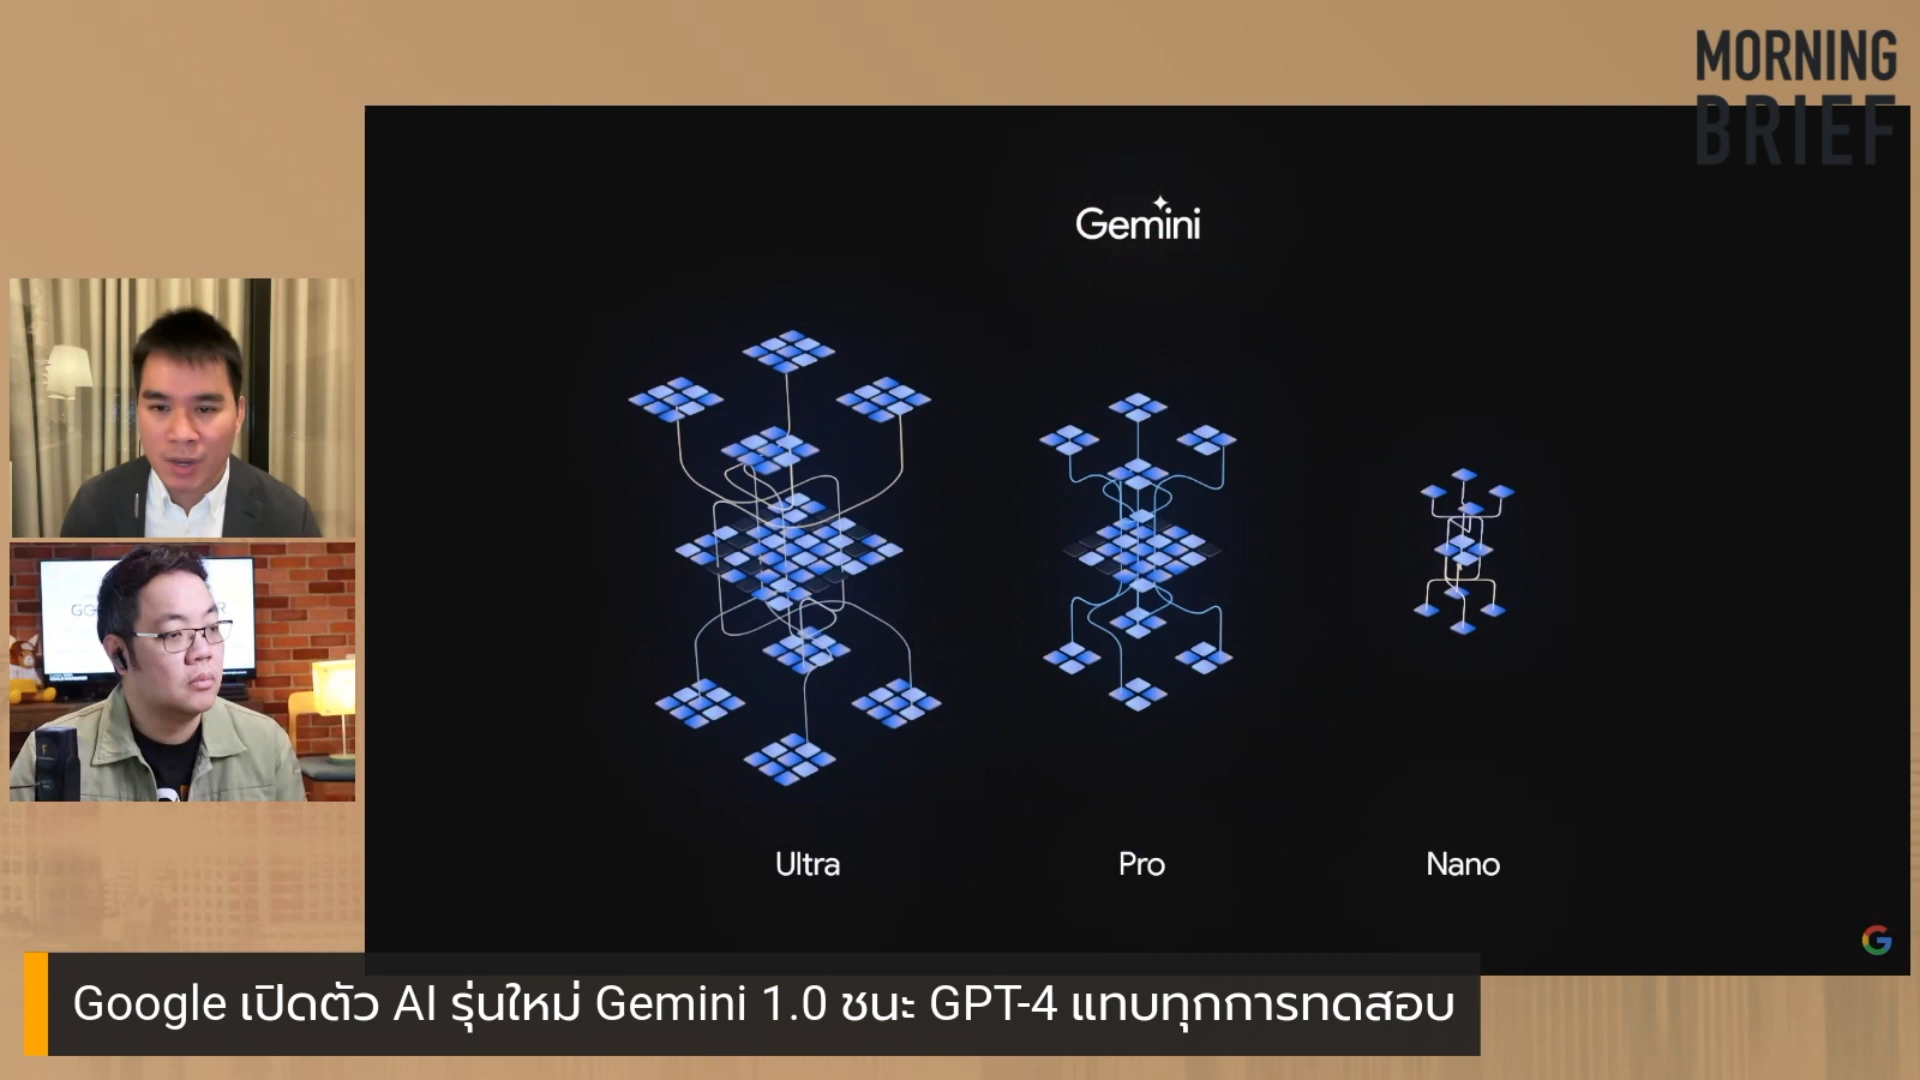 MORNING
BRIEF
Gemini
Ultra
Pro
Nano
Google เปิดตัว AI รุ่นใหม่ Gemini 1.0 ชนะ GPT-4 แทบทุกการทดสอบ